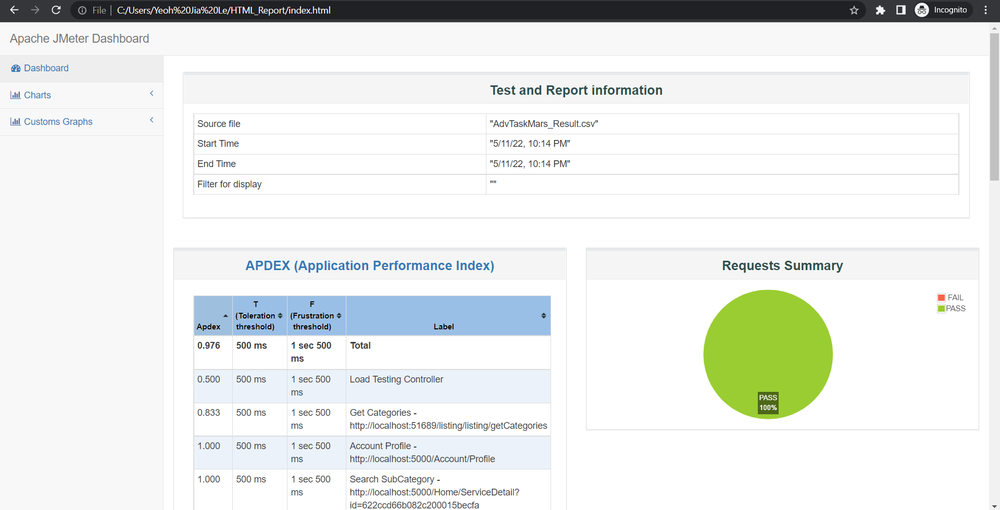 File | C:/Users/Yeoh%20Jia%20Le/HTML_Report/index.html
Incognito
Apache JMeter Dashboard
Dashboard
Charts
Customs Graphs
Test and Report information
Source file "AdvTaskMars_Result.csv"
Start Time "5/11/22, 10:14 PM"
End Time "5/11/22, 10:14 PM"
Filter for display ""
APDEX (Application Performance Index)
Apdex
T
(Toleration
threshold)
F
(Frustration
threshold)
Label
0.976 500 ms 1 sec 500 Total
ms
0.500 500 ms 1 sec 500 Load Testing Controller
ms
0.833 500 ms 1 sec 500 Get Categories -
ms http://localhost:51689/listing/listing/getCategories
1.000 500 ms 1 sec 500 Account Profile -
ms http://localhost:5000/Account/Profile
1.000 500 ms 1 sec 500 Search SubCategory -
ms http://localhost:5000/Home/ServiceDetail?
id=622ccd66b082c200015becfa
Requests Summary
FAIL
PASS
PASS
100%